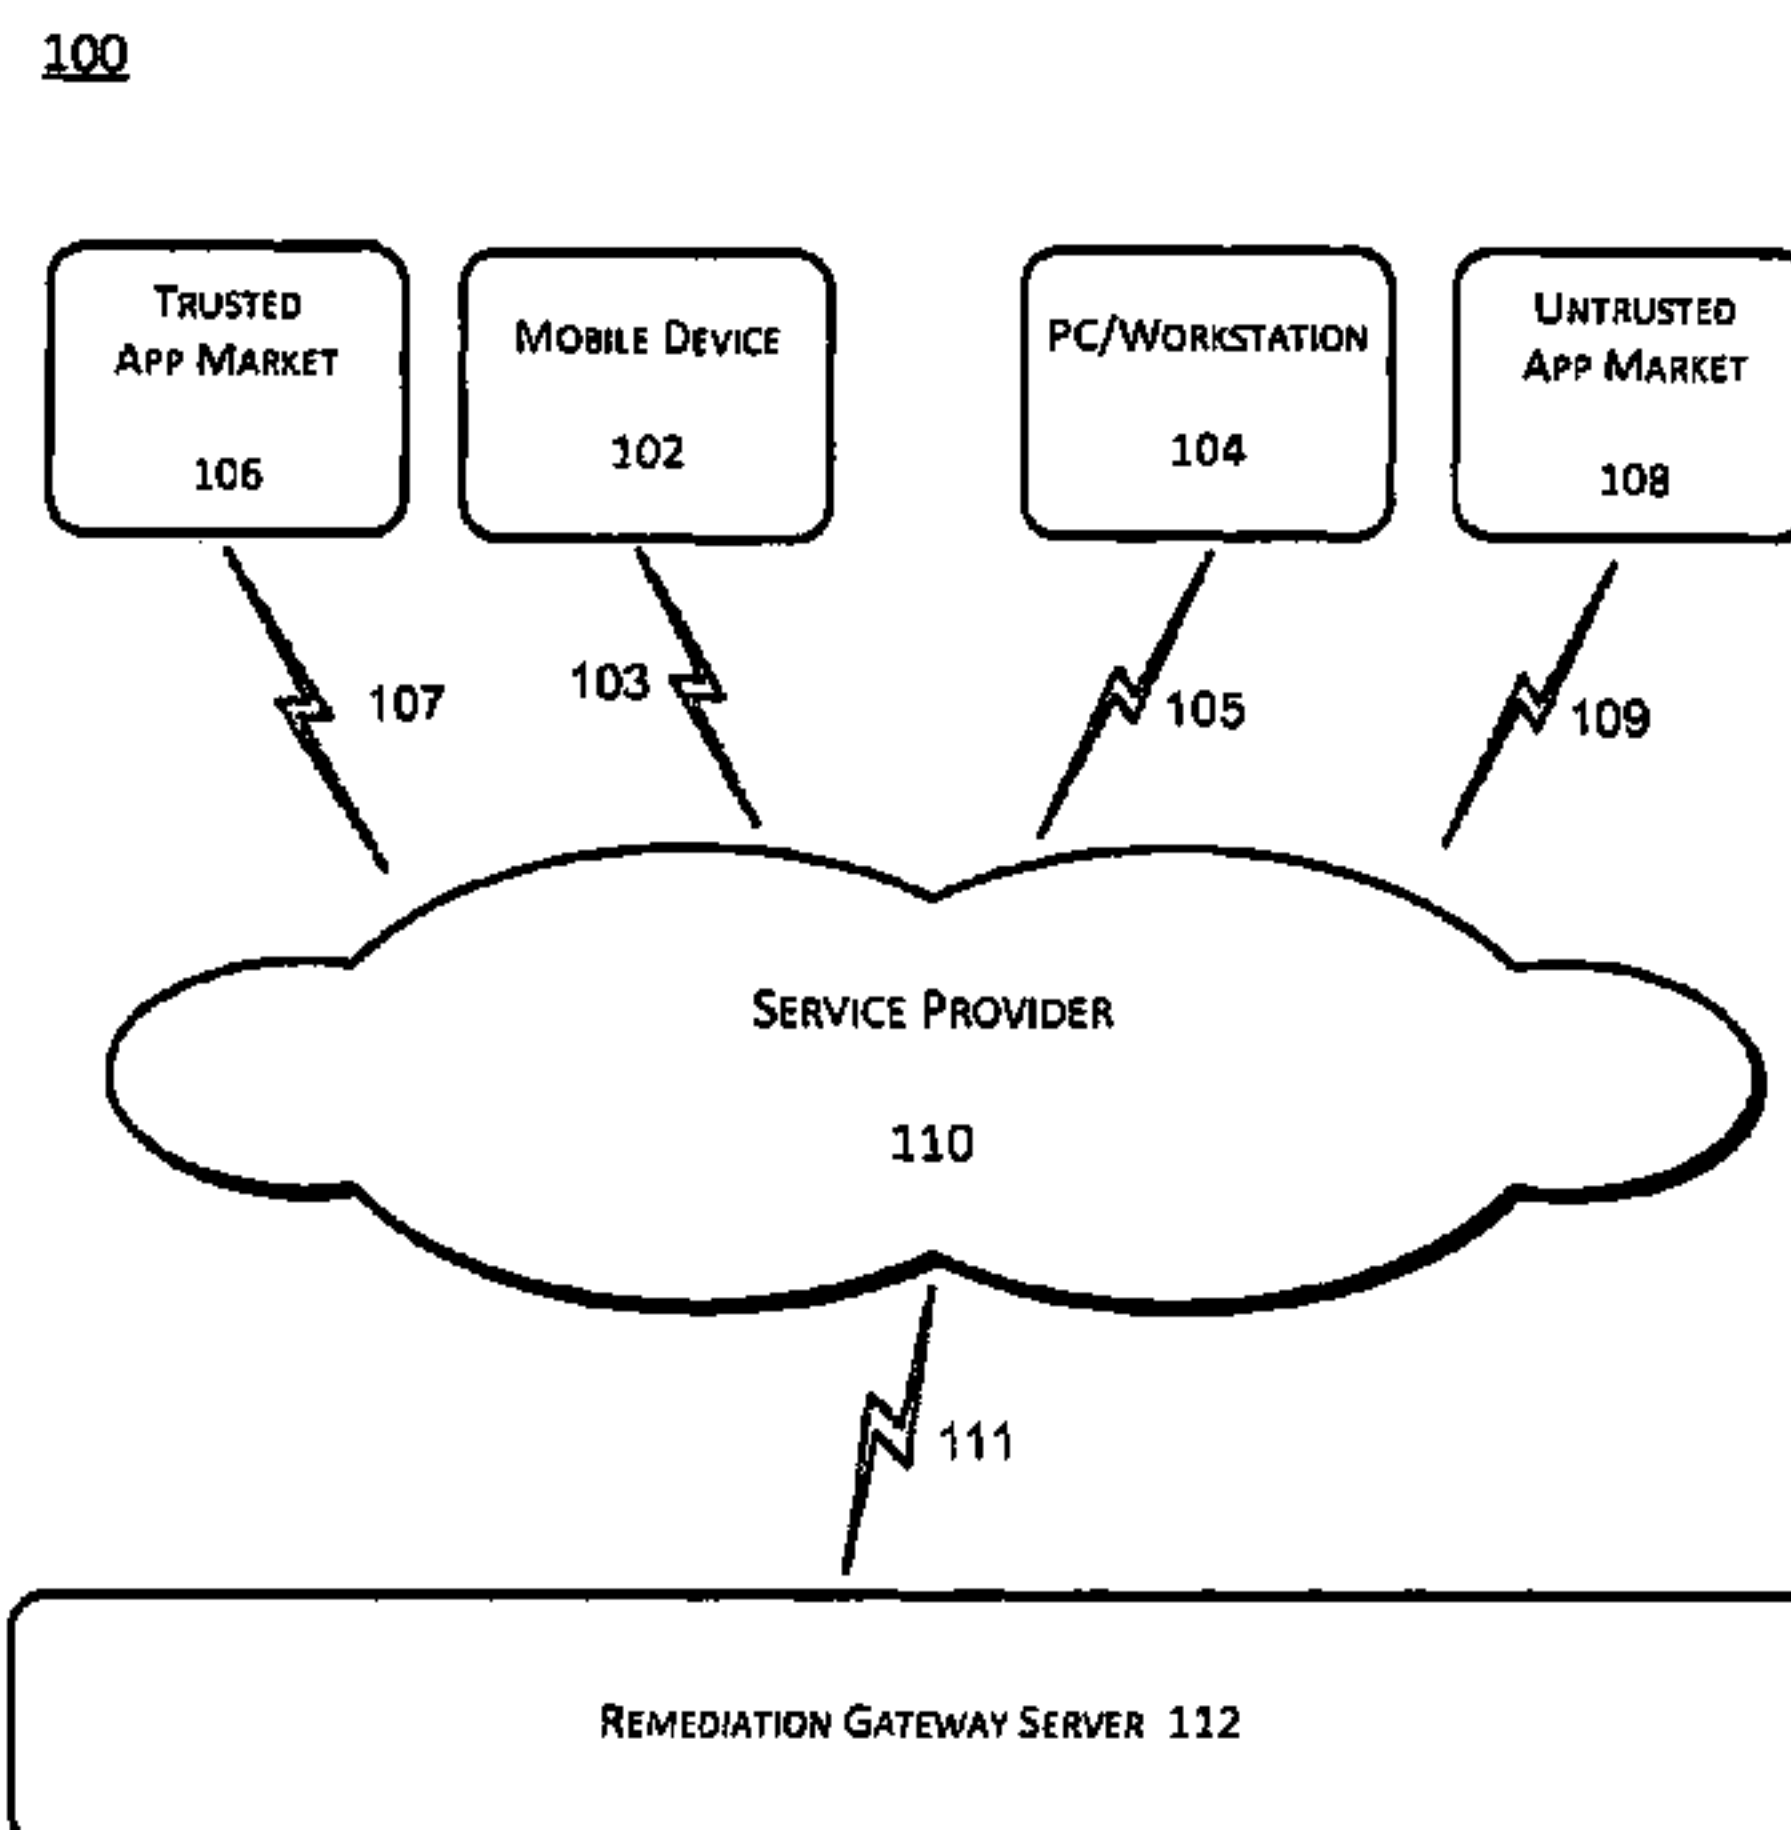 100
TRUSTED
APP MARKET
106
MOBILE DEVICE
102
PC/WORKSTATION
104
UNTRUSTED
APP MARKET
108
107
103
105
109
SERVICE PROVIDER
110
111
REMEDIATION GATEWAY SERVER 112